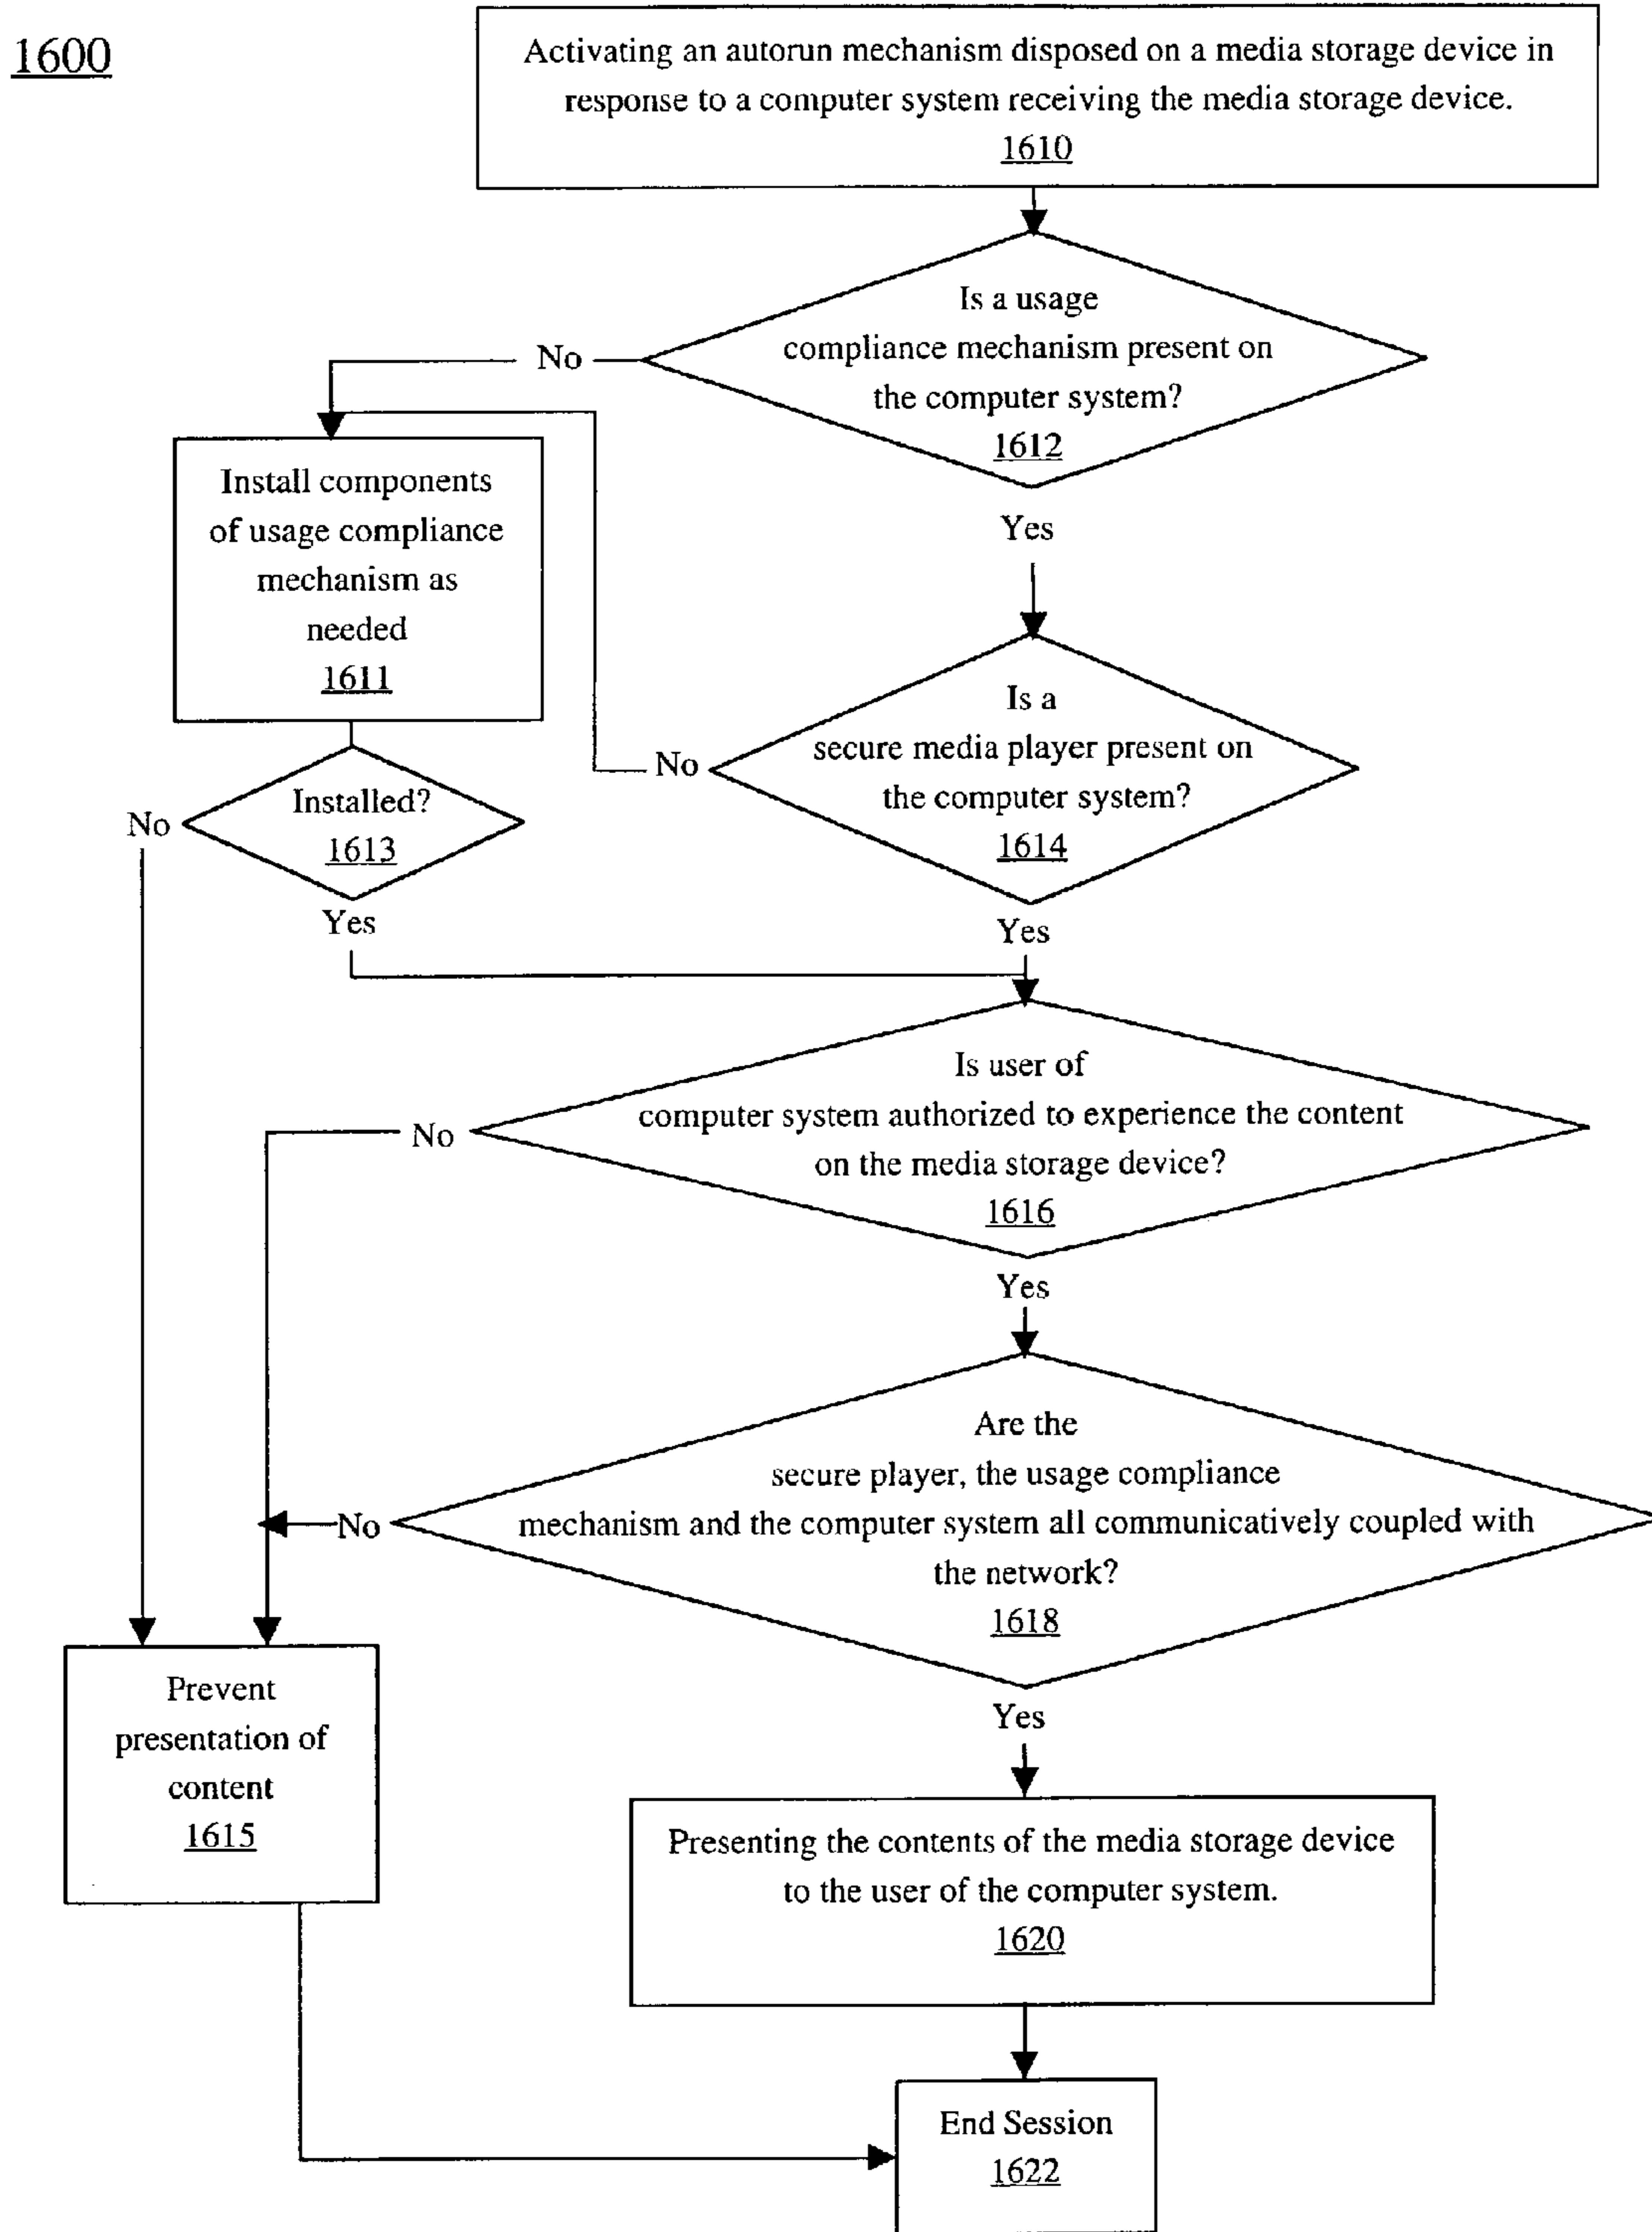 1600
Activating an autorun mechanism disposed on a media storage device in
response to a computer system receiving the media storage device.
1610
Is a usage
compliance mechanism present on
the computer system?
1612
No
Yes
Install components
of usage compliance
mechanism as
needed
1611
Is a
secure media player present on
the computer system?
1614
No
Installed?
1613
No
Yes
Yes
Is user of
computer system authorized to experience the content
on the media storage device?
1616
No
Yes
Are the
secure player, the usage compliance
mechanism and the computer system all communicatively coupled with
the network?
1618
No
Yes
Prevent
presentation of
content
1615
Presenting the contents of the media storage device
to the user of the computer system.
1620
End Session
1622